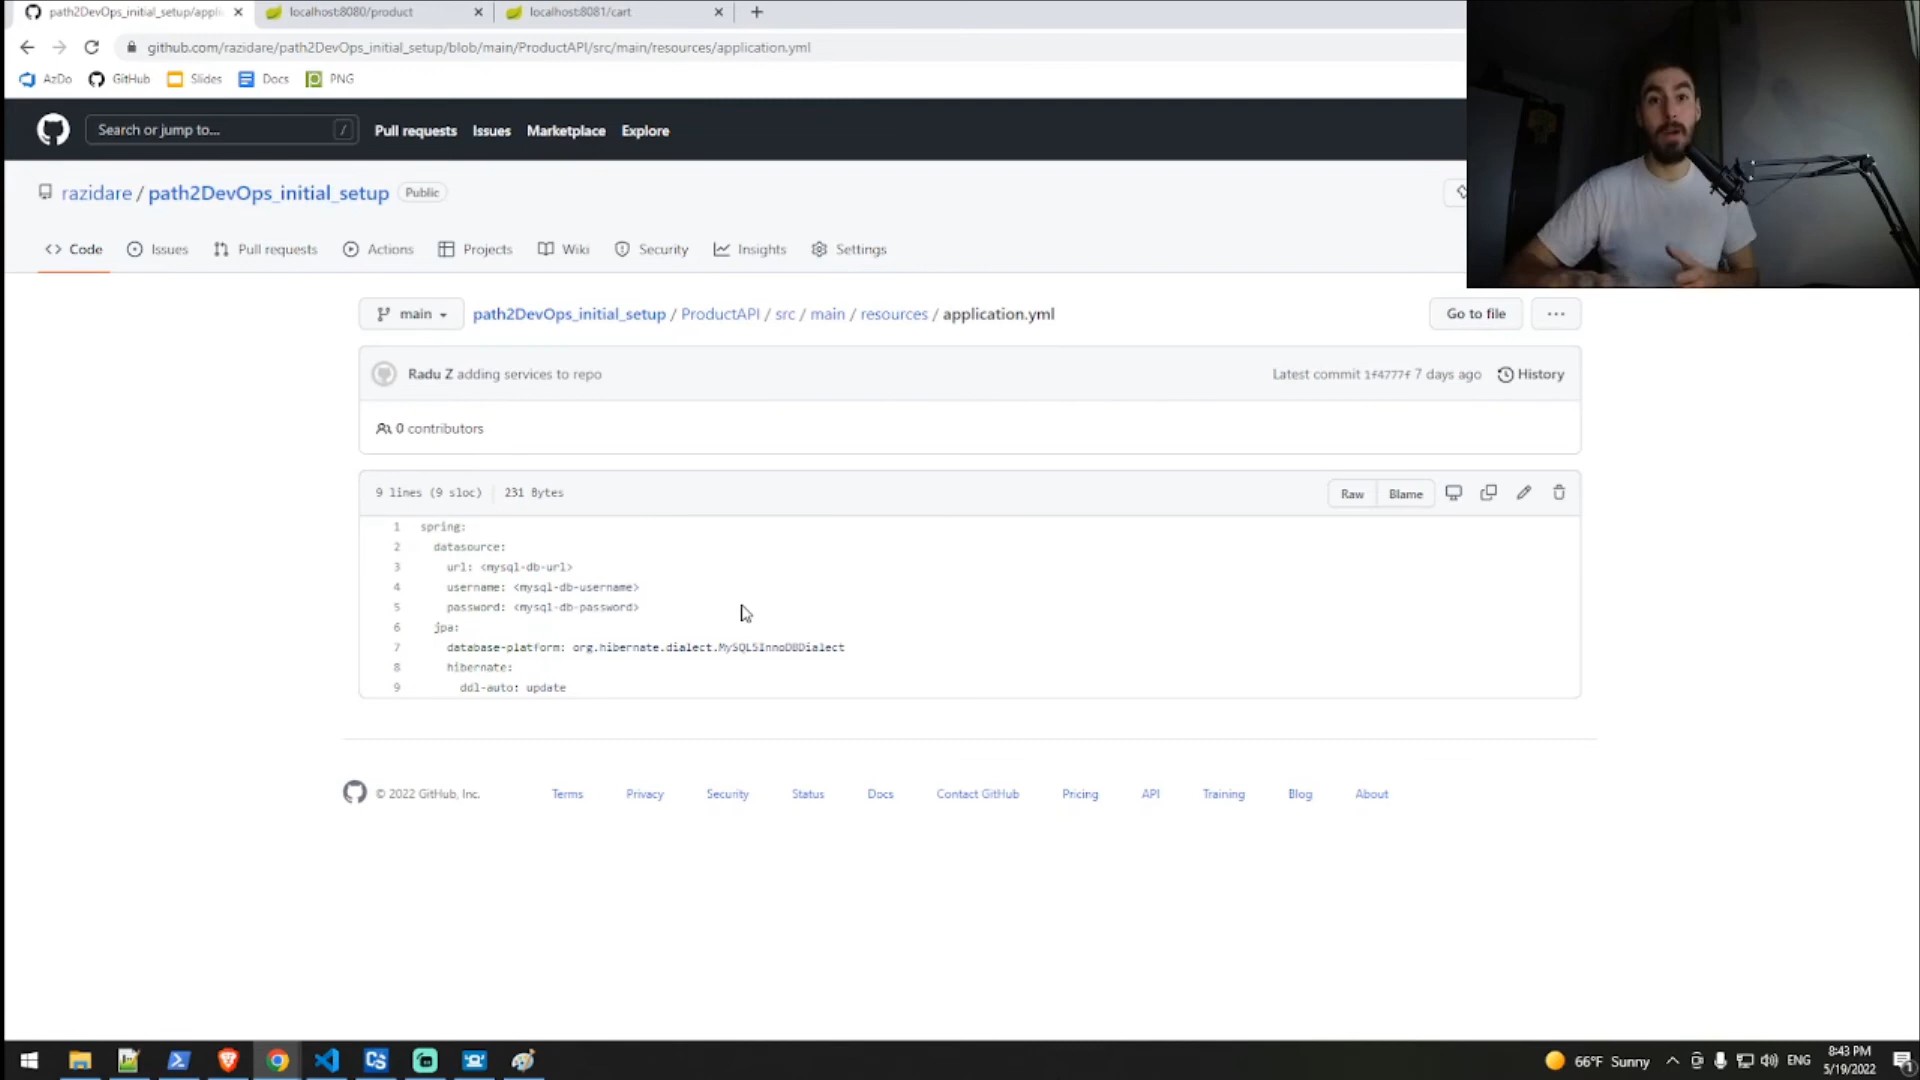 path2DevOps_initial_setup/appli
localhost:8080/product
localhost:8081/cart
github.com/razidare/path2DevOps_initial_setup/blob/main/ProductAPI/src/main/resources/application.yml
AzDo
GitHub
Slides
Docs
PNG
Search or jump to...
/
Pull requests
Issues
Marketplace
Explore
razidare / path2DevOps_initial_setup
Public
<> Code
Issues
Pull requests
Actions
Projects
Wiki
Security
Insights
Settings
main
path2DevOps_initial_setup / ProductAPI / src / main / resources / application.yml
Go to file
...
Radu Z adding services to repo
Latest commit 1f4777f 7 days ago
History
0 contributors
9 lines (9 sloc)
231 Bytes
Raw
Blame
1 spring:
2 datasource:
3 url: <mysql-db-url>
4 username: <mysql-db-username>
5 password: <mysql-db-password>
6 jpa:
7 database-platform: org.hibernate.dialect.MySQL5InnoDBDialect
8 hibernate:
9 ddl-auto: update
© 2022 GitHub, Inc.
Terms
Privacy
Security
Status
Docs
Contact GitHub
Pricing
API
Training
Blog
About
66°F Sunny
ENG
8:43 PM
5/19/2022
1